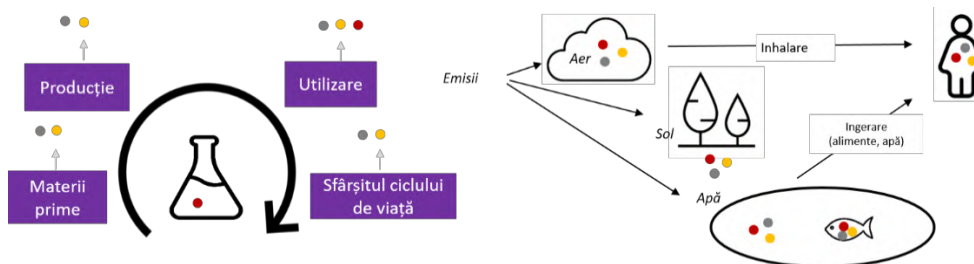 Producție
Utilizare
Materii
prime
Sfârșitul ciclului
de viață
Emisii
Aer
Inhalare
Sol
Ingerare
(alimente, apă)
Apă